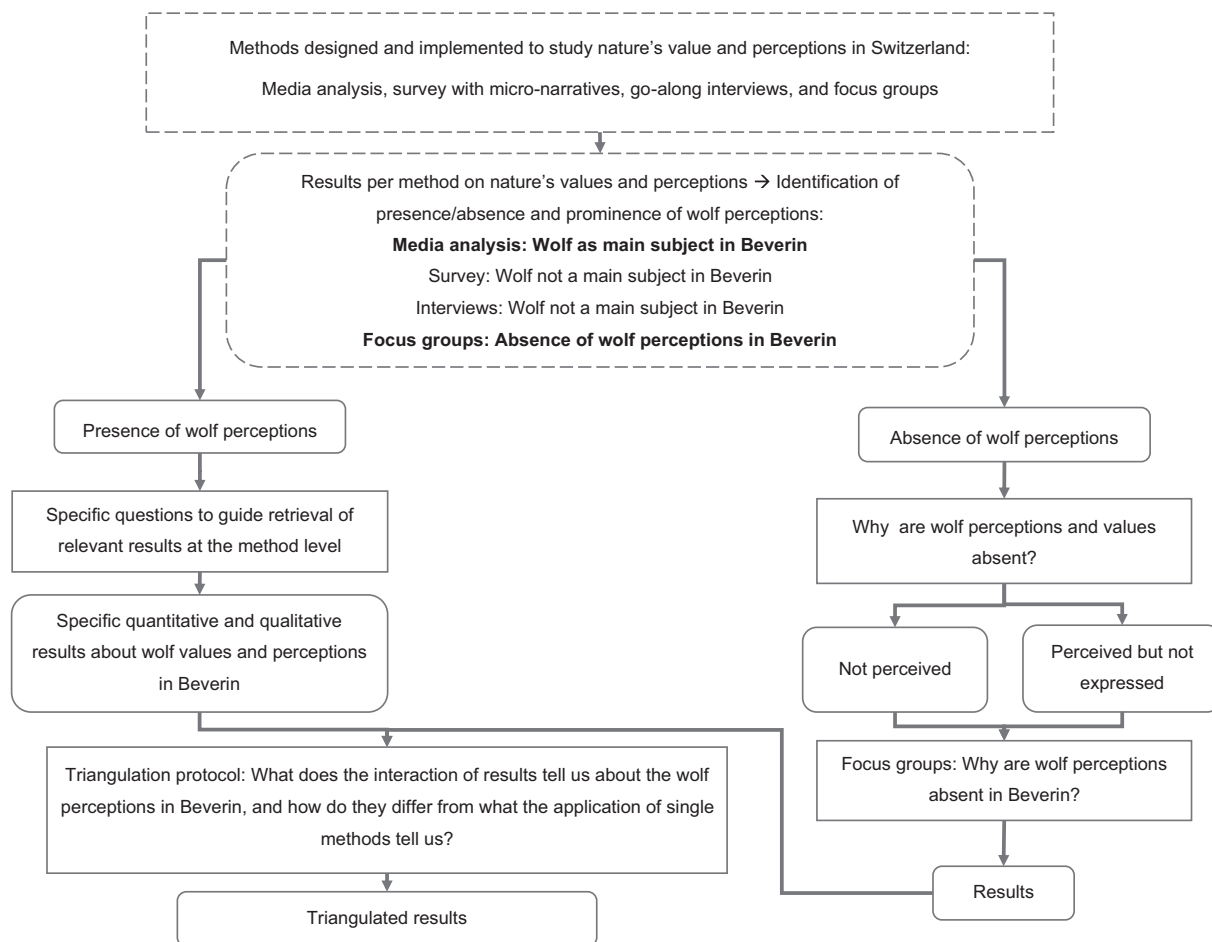 Methods designed and implemented to study nature's value and perceptions in Switzerland:
Media analysis, survey with micro-narratives, go-along interviews, and focus groups
Results per method on nature's values and perceptions → Identification of
presence/absence and prominence of wolf perceptions:
Media analysis: Wolf as main subject in Beverin
Survey: Wolf not a main subject in Beverin
Interviews: Wolf not a main subject in Beverin
Focus groups: Absence of wolf perceptions in Beverin
Presence of wolf perceptions
Specific questions to guide retrieval of
relevant results at the method level
Specific quantitative and qualitative
results about wolf values and perceptions
in Beverin
Absence of wolf perceptions
Why are wolf perceptions and values
absent?
Not perceived
Perceived but not
expressed
Focus groups: Why are wolf perceptions
absent in Beverin?
Results
Triangulation protocol: What does the interaction of results tell us about the wolf
perceptions in Beverin, and how do they differ from what the application of single
methods tell us?
Triangulated results